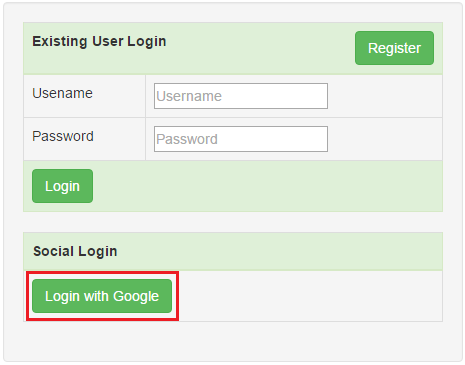 Existing User Login
Register
Usename
Username
Password
Password
Login
Social Login
Login with Google